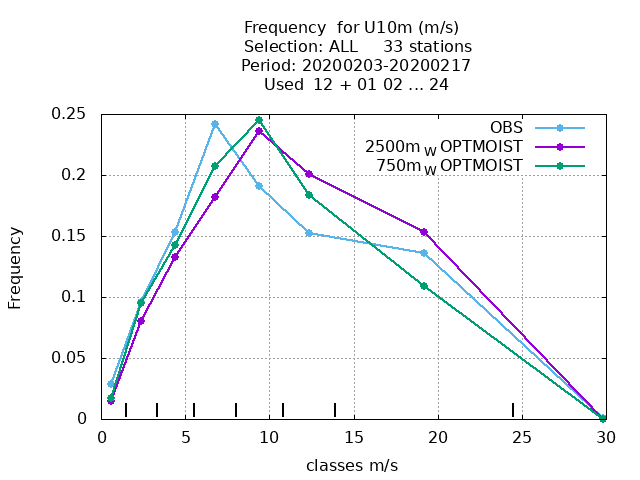 Frequency  for U10m (m/s)
Selection: ALL     33 stations
Period: 20200203-20200217
Used  12 + 01 02 ... 24
OBS
2500m W OPTMOIST
750m W OPTMOIST
0.25
0.2
0.15
0.1
0.05
0
Frequency
0 5 10 15 20 25 30
classes m/s